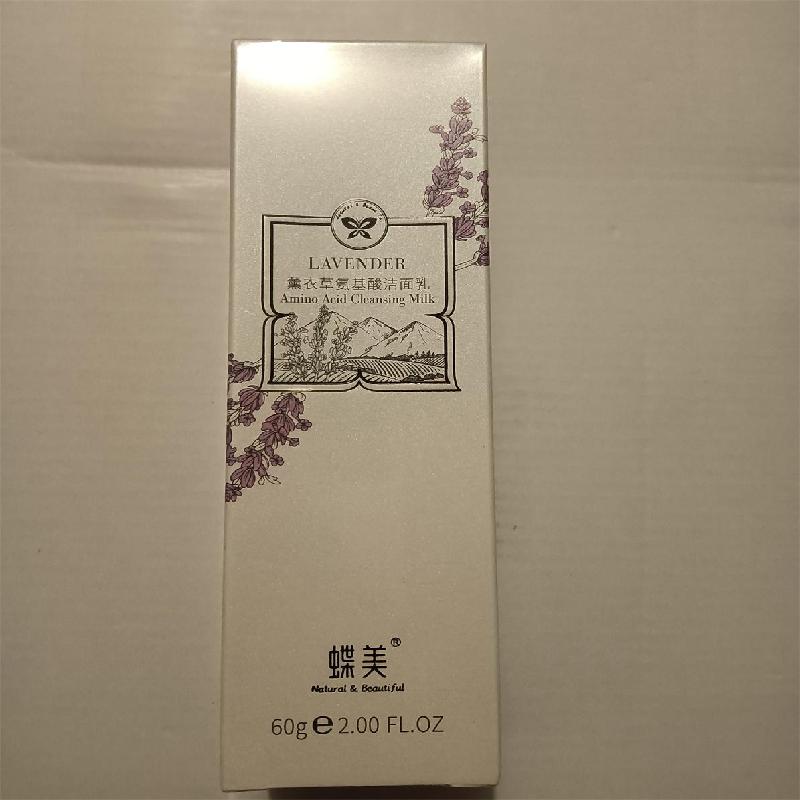 LAVENDER
薰衣草氨基酸洁面乳
Amino Acid Cleansing Milk
蝶美®
Natural & Beautiful
60g ℮ 2.00 FL.OZ